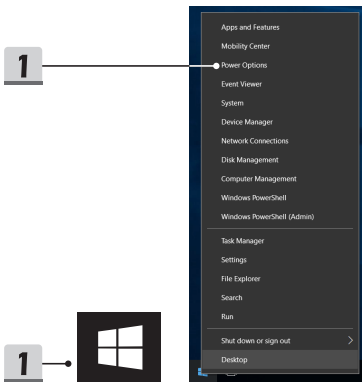 Apps and Features
Mobility Center
1
Power Options
Event Viewer
System
Device Manager
Network Connections
Disk Management
Computer Management
Windows PowerShell
Windows PowerShell (Admin)
Task Manager
Settings
File Explorer
Search
Run
Shut down or sign out
1
Desktop